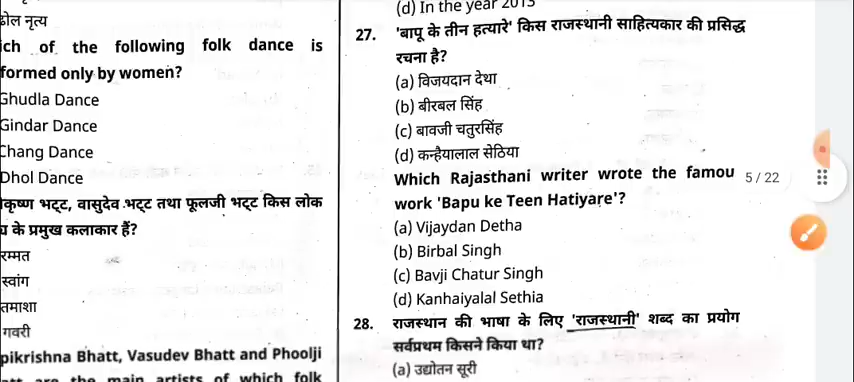 ढोल नृत्य
ich of the following folk dance is
formed only by women?
Ghudla Dance
Gindar Dance
Chang Dance
Dhol Dance
कृष्ण भट्ट, वासुदेव भट्ट तथा फूलजी भट्ट किस लोक
के प्रमुख कलाकार हैं?
रम्मत
स्वांग
तमाशा
गवरी
pikrishna Bhatt, Vasudev Bhatt and Phoolji
are the main artists of which folk
(d) In the year 2013
27. 'बापू के तीन हत्यारे' किस राजस्थानी साहित्यकार की प्रसिद्ध
रचना है?
(a) विजयदान देथा
(b) बीरबल सिंह
(c) बावजी चतुरसिंह
(d) कन्हैयालाल सेठिया
Which Rajasthani writer wrote the famou
work 'Bapu ke Teen Hatiyare'?
(a) Vijaydan Detha
(b) Birbal Singh
(c) Bavji Chatur Singh
(d) Kanhaiyalal Sethia
28. राजस्थान की भाषा के लिए 'राजस्थानी' शब्द का प्रयोग
सर्वप्रथम किसने किया था?
(a) उद्योतन सूरी
5 / 22